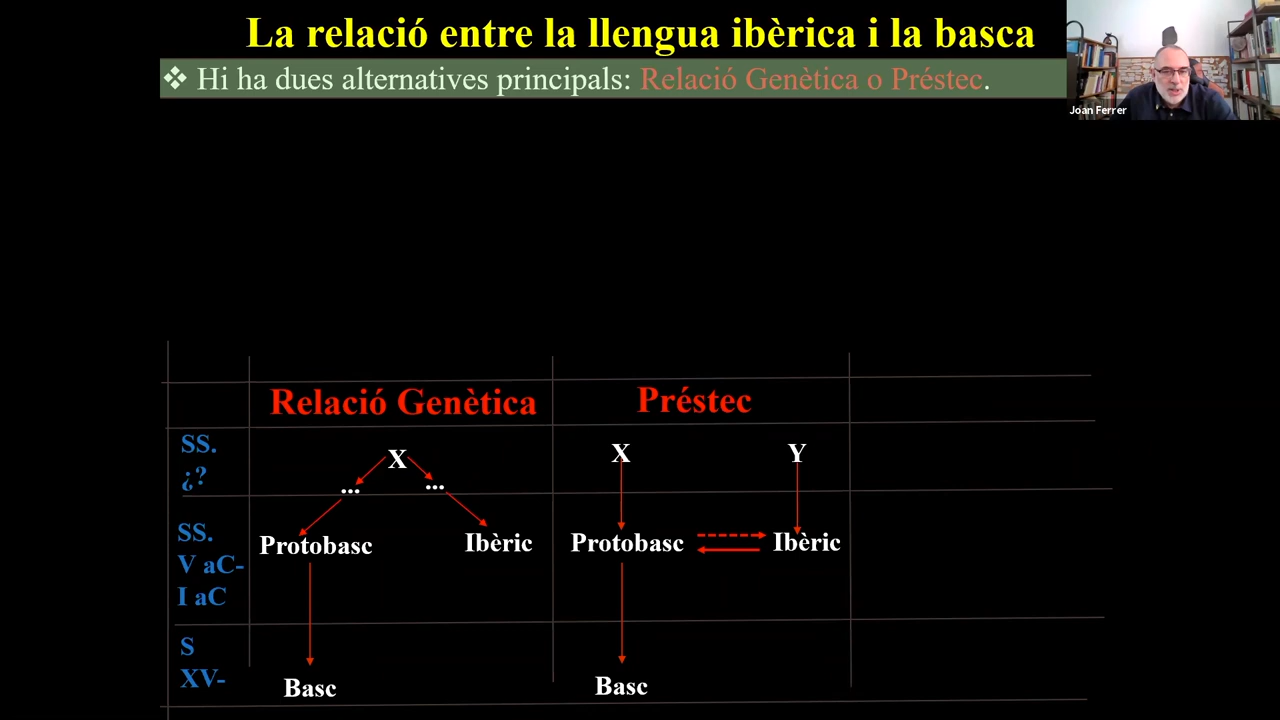 La relació entre la llengua ibèrica i la basca
❖ Hi ha dues alternatives principals: Relació Genètica o Préstec.
Joan Ferrer
Relació Genètica
Préstec
SS.
¿?
X
...
...
X
Y
SS.
V aC-
I aC
Protobasc
Ibèric
Protobasc
Ibèric
S
XV-
Basc
Basc